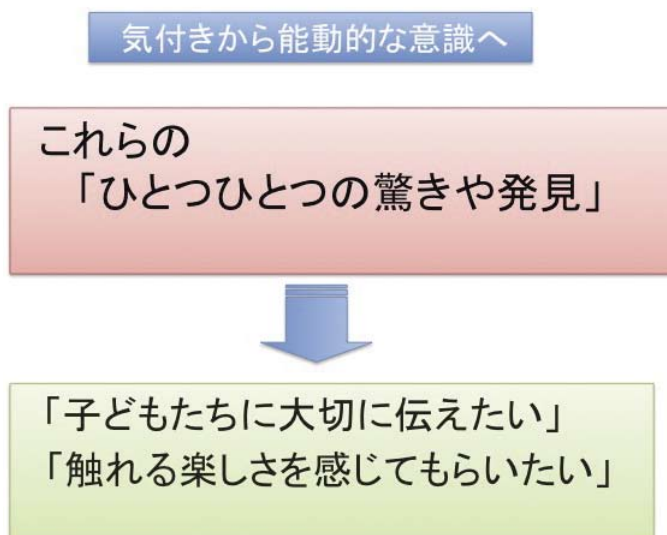 気付きから能動的な意識へ
これらの
「ひとつひとつの驚きや発見」
「子どもたちに大切に伝えたい」
「触れる楽しさを感じてもらいたい」